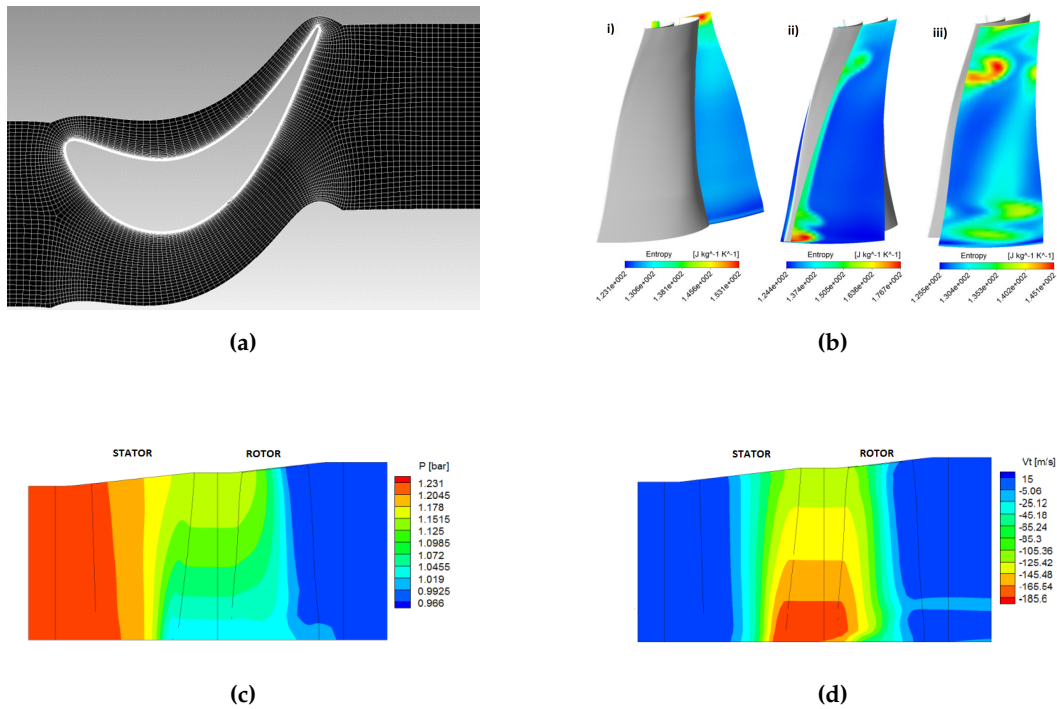 i)
ii)
iii)
Entropy [J kg^-1 K^-1]
1.231e+002
1.306e+002
1.381e+002
1.456e+002
1.531e+002
Entropy [J kg^-1 K^-1]
1.244e+002
1.374e+002
1.505e+002
1.636e+002
1.767e+002
Entropy [J kg^-1 K^-1]
1.255e+002
1.304e+002
1.353e+002
1.402e+002
1.451e+002
(a)
(b)
STATOR
ROTOR
P [bar]
1.231
1.2045
1.178
1.1515
1.125
1.0985
1.072
1.0455
1.019
0.9925
0.966
STATOR
ROTOR
Vt [m/s]
15
-5.06
-25.12
-45.18
-65.24
-85.3
-105.36
-125.42
-145.48
-165.54
-185.6
(c)
(d)